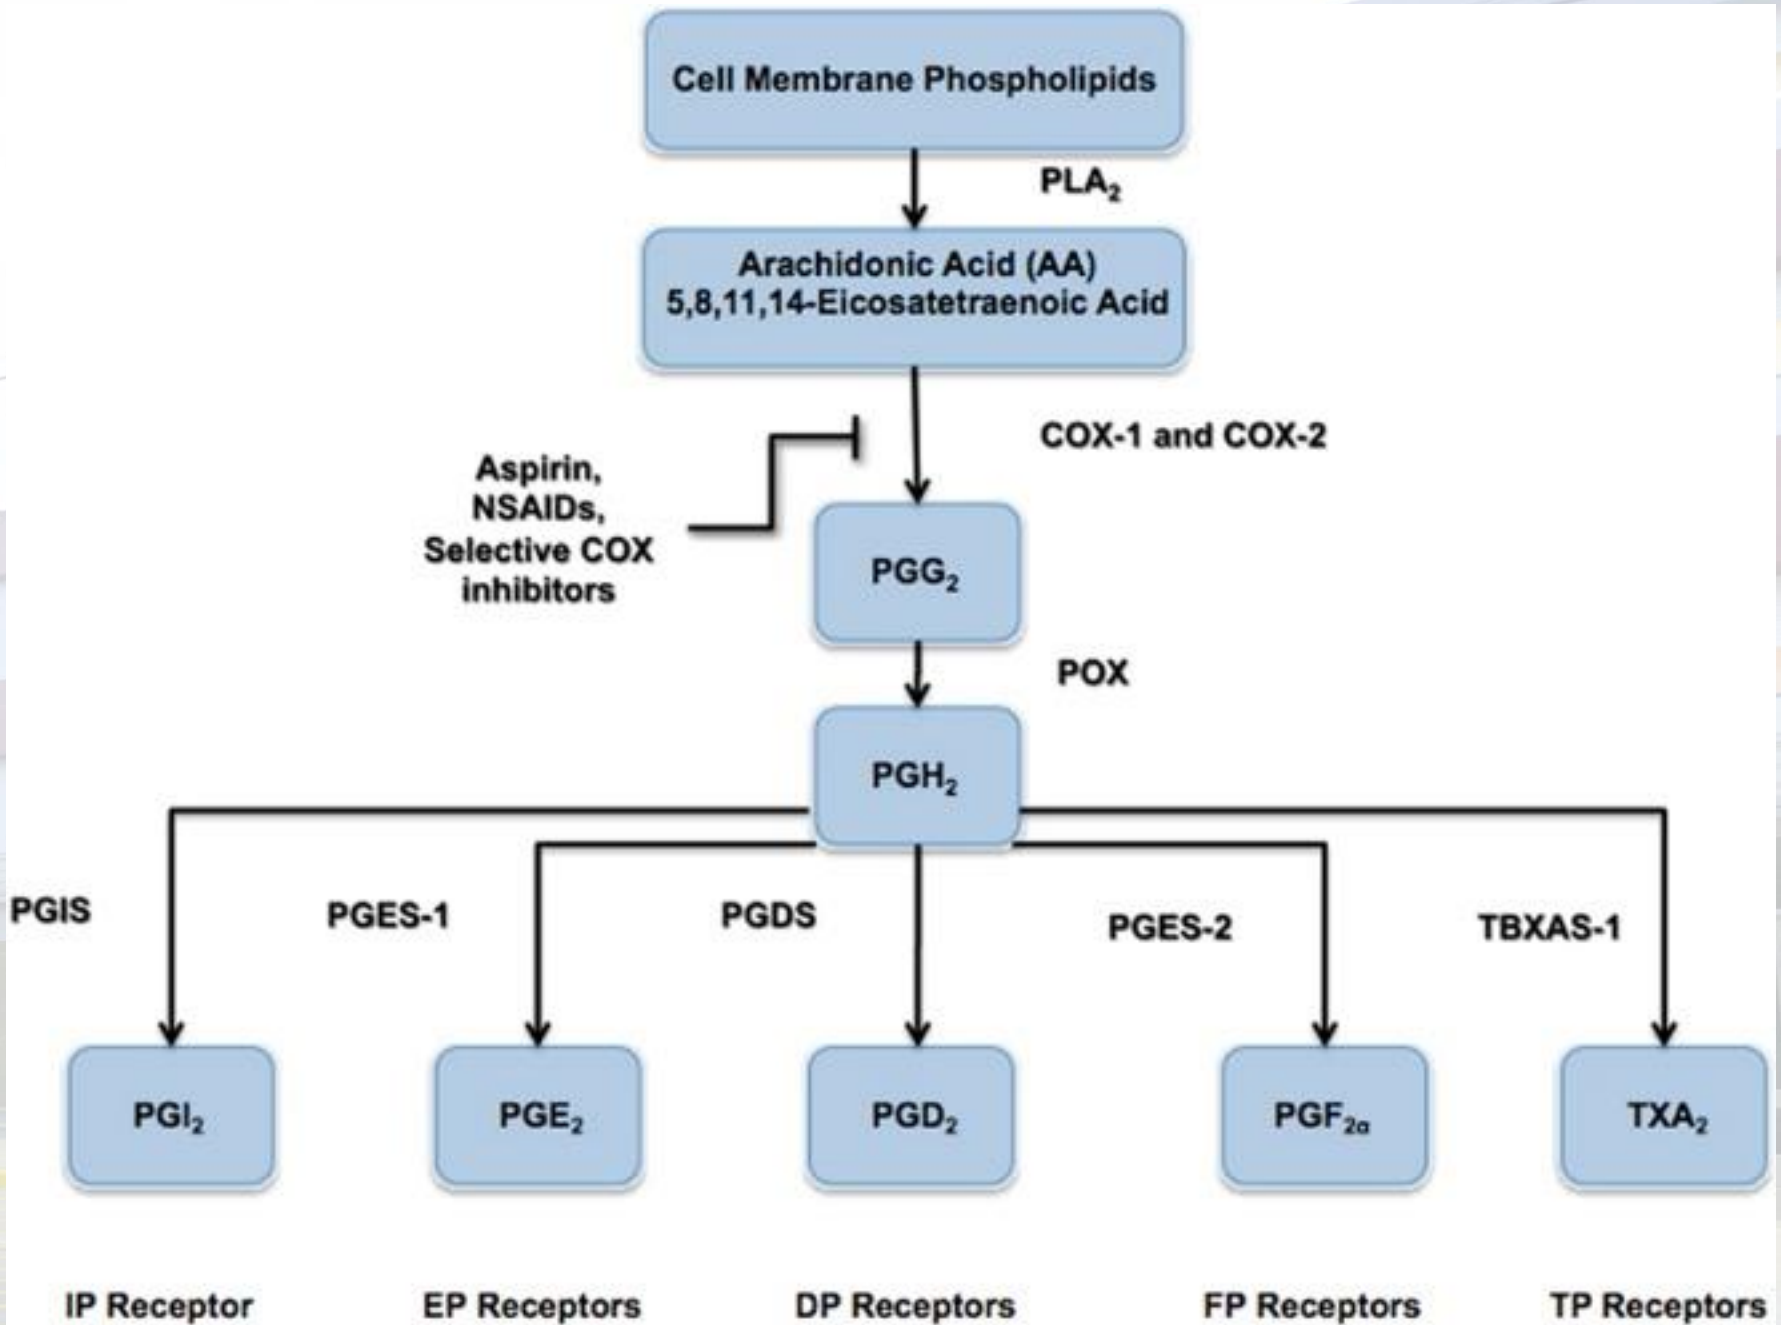 Cell Membrane Phospholipids
PLA₂
Arachidonic Acid (AA)
5,8,11,14-Eicosatetraenoic Acid
COX-1 and COX-2
Aspirin,
NSAIDs,
Selective COX
inhibitors
PGG₂
POX
PGH₂
PGIS
PGES-1
PGDS
PGES-2
TBXAS-1
PGI₂
PGE₂
PGD₂
PGF₂α
TXA₂
IP Receptor
EP Receptors
DP Receptors
FP Receptors
TP Receptors